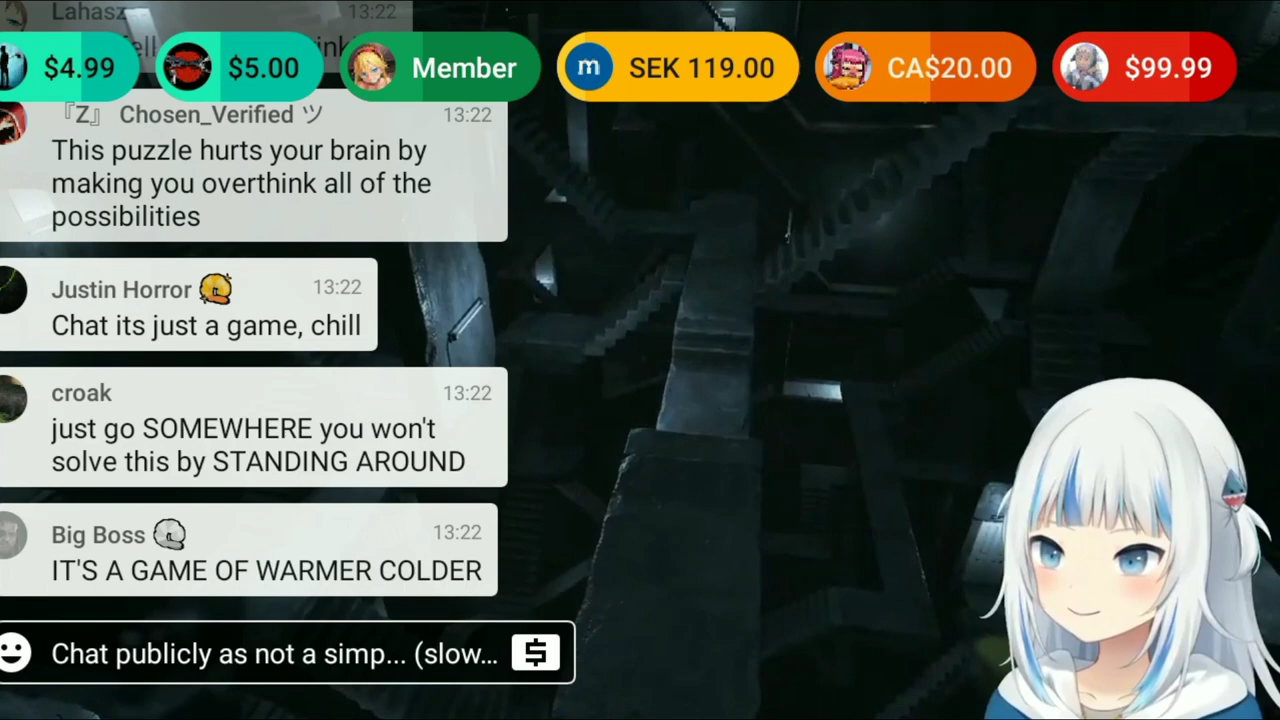 Lahasz
13:22
$4.99
$5.00
Member
m
SEK 119.00
CA$20.00
$99.99
『Z』 Chosen_Verified ツ 13:22
This puzzle hurts your brain by
making you overthink all of the
possibilities
Justin Horror 13:22
Chat its just a game, chill
croak 13:22
just go SOMEWHERE you won't
solve this by STANDING AROUND
Big Boss 13:22
IT'S A GAME OF WARMER COLDER
Chat publicly as not a simp... (slow... $